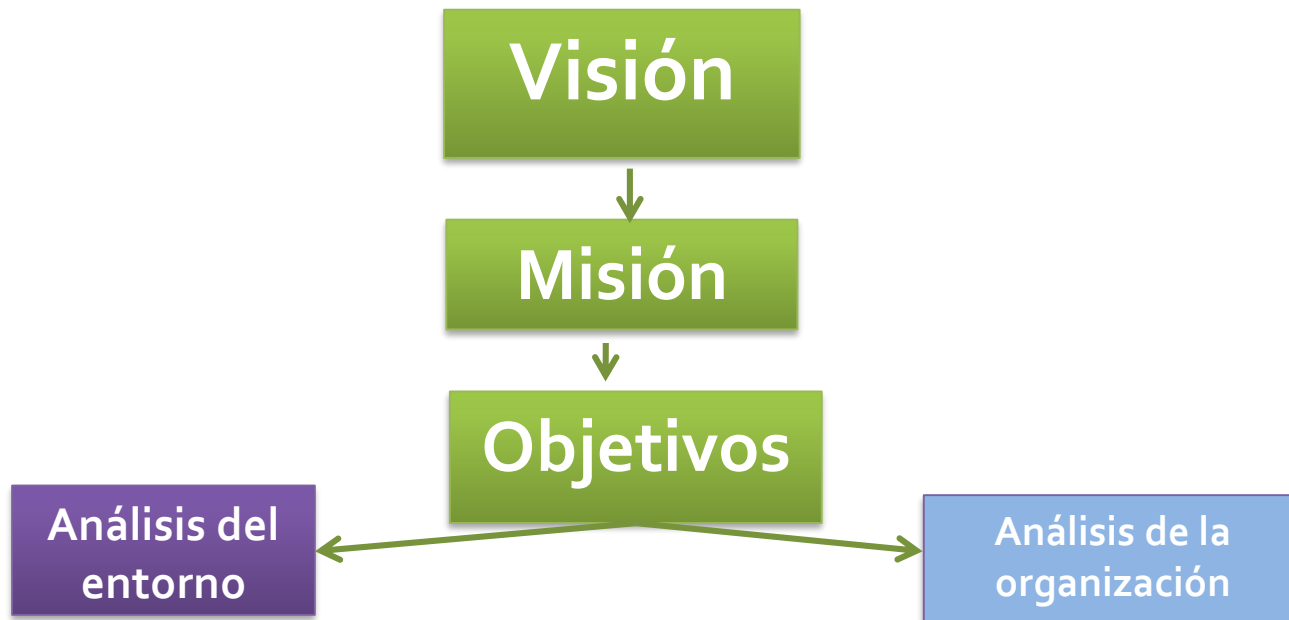 Visión
Misión
Objetivos
Análisis del
entorno
Análisis de la
organización